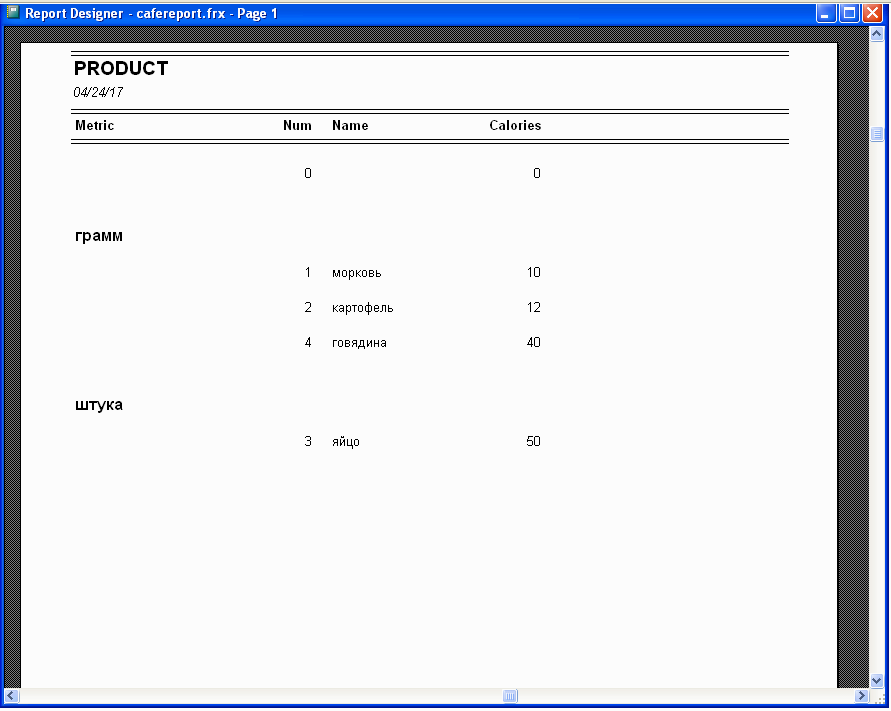 Report Designer - cafereport.frx - Page 1
PRODUCT
04/24/17
Metric Num Name Calories
0 0
грамм
1 морковь 10
2 картофель 12
4 говядина 40
штука
3 яйцо 50